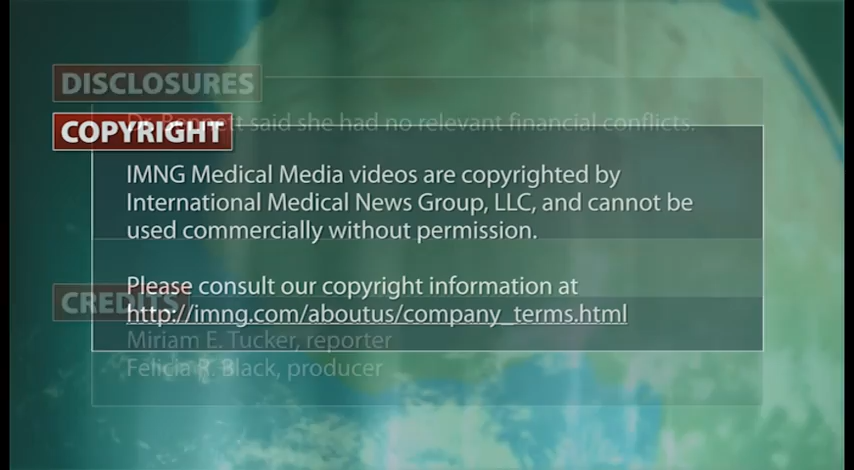 DISCLOSURES
Dr. Bennett said she had no relevant financial conflicts.
COPYRIGHT
IMNG Medical Media videos are copyrighted by
International Medical News Group, LLC, and cannot be
used commercially without permission.
Please consult our copyright information at
CREDITS
http://imng.com/aboutus/company_terms.html
Miriam E. Tucker, reporter
Felicia R. Black, producer